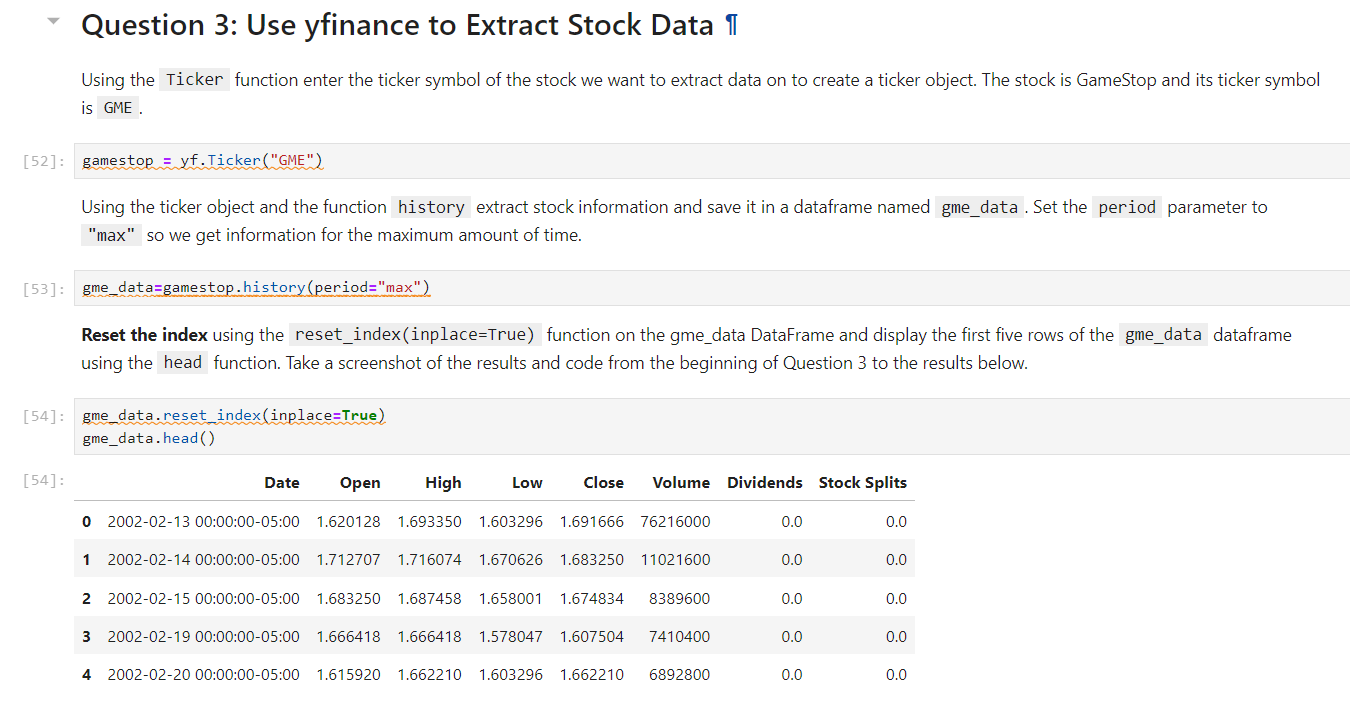 Question 3: Use yfinance to Extract Stock Data ¶
Using the Ticker function enter the ticker symbol of the stock we want to extract data on to create a ticker object. The stock is GameStop and its ticker symbol
is GME.
[52]: gamestop = yf.Ticker("GME")
Using the ticker object and the function history extract stock information and save it in a dataframe named gme_data. Set the period parameter to
"max" so we get information for the maximum amount of time.
[53]: gme_data=gamestop.history(period="max")
Reset the index using the reset_index(inplace=True) function on the gme_data DataFrame and display the first five rows of the gme_data dataframe
using the head function. Take a screenshot of the results and code from the beginning of Question 3 to the results below.
[54]: gme_data.reset_index(inplace=True)
gme_data.head()
[54]: Date Open High Low Close Volume Dividends Stock Splits
0 2002-02-13 00:00:00-05:00 1.620128 1.693350 1.603296 1.691666 76216000 0.0 0.0
1 2002-02-14 00:00:00-05:00 1.712707 1.716074 1.670626 1.683250 11021600 0.0 0.0
2 2002-02-15 00:00:00-05:00 1.683250 1.687458 1.658001 1.674834 8389600 0.0 0.0
3 2002-02-19 00:00:00-05:00 1.666418 1.666418 1.578047 1.607504 7410400 0.0 0.0
4 2002-02-20 00:00:00-05:00 1.615920 1.662210 1.603296 1.662210 6892800 0.0 0.0